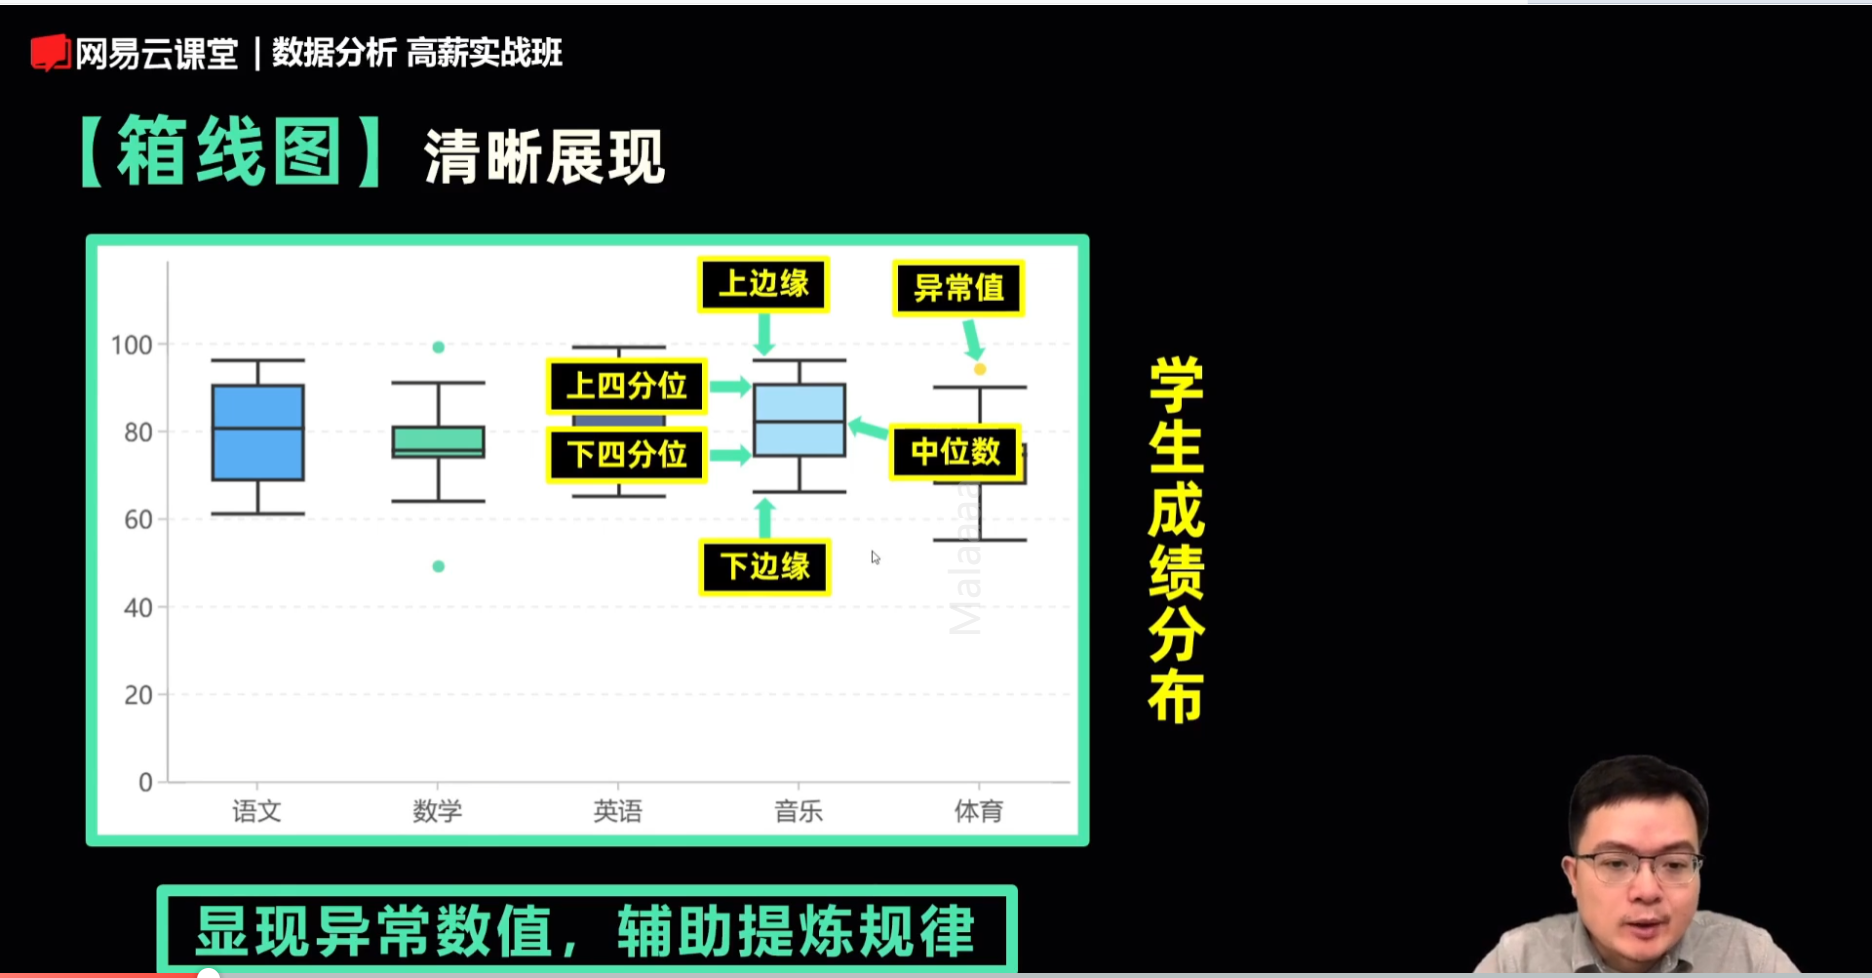 网易云课堂 | 数据分析 高薪实战班
【箱线图】清晰展现
上边缘
异常值
100
上四分位
80
下四分位
中位数
60
下边缘
40
20
0
语文 数学 英语 音乐 体育
Malaaaa
学生成绩分布
显现异常数值，辅助提炼规律